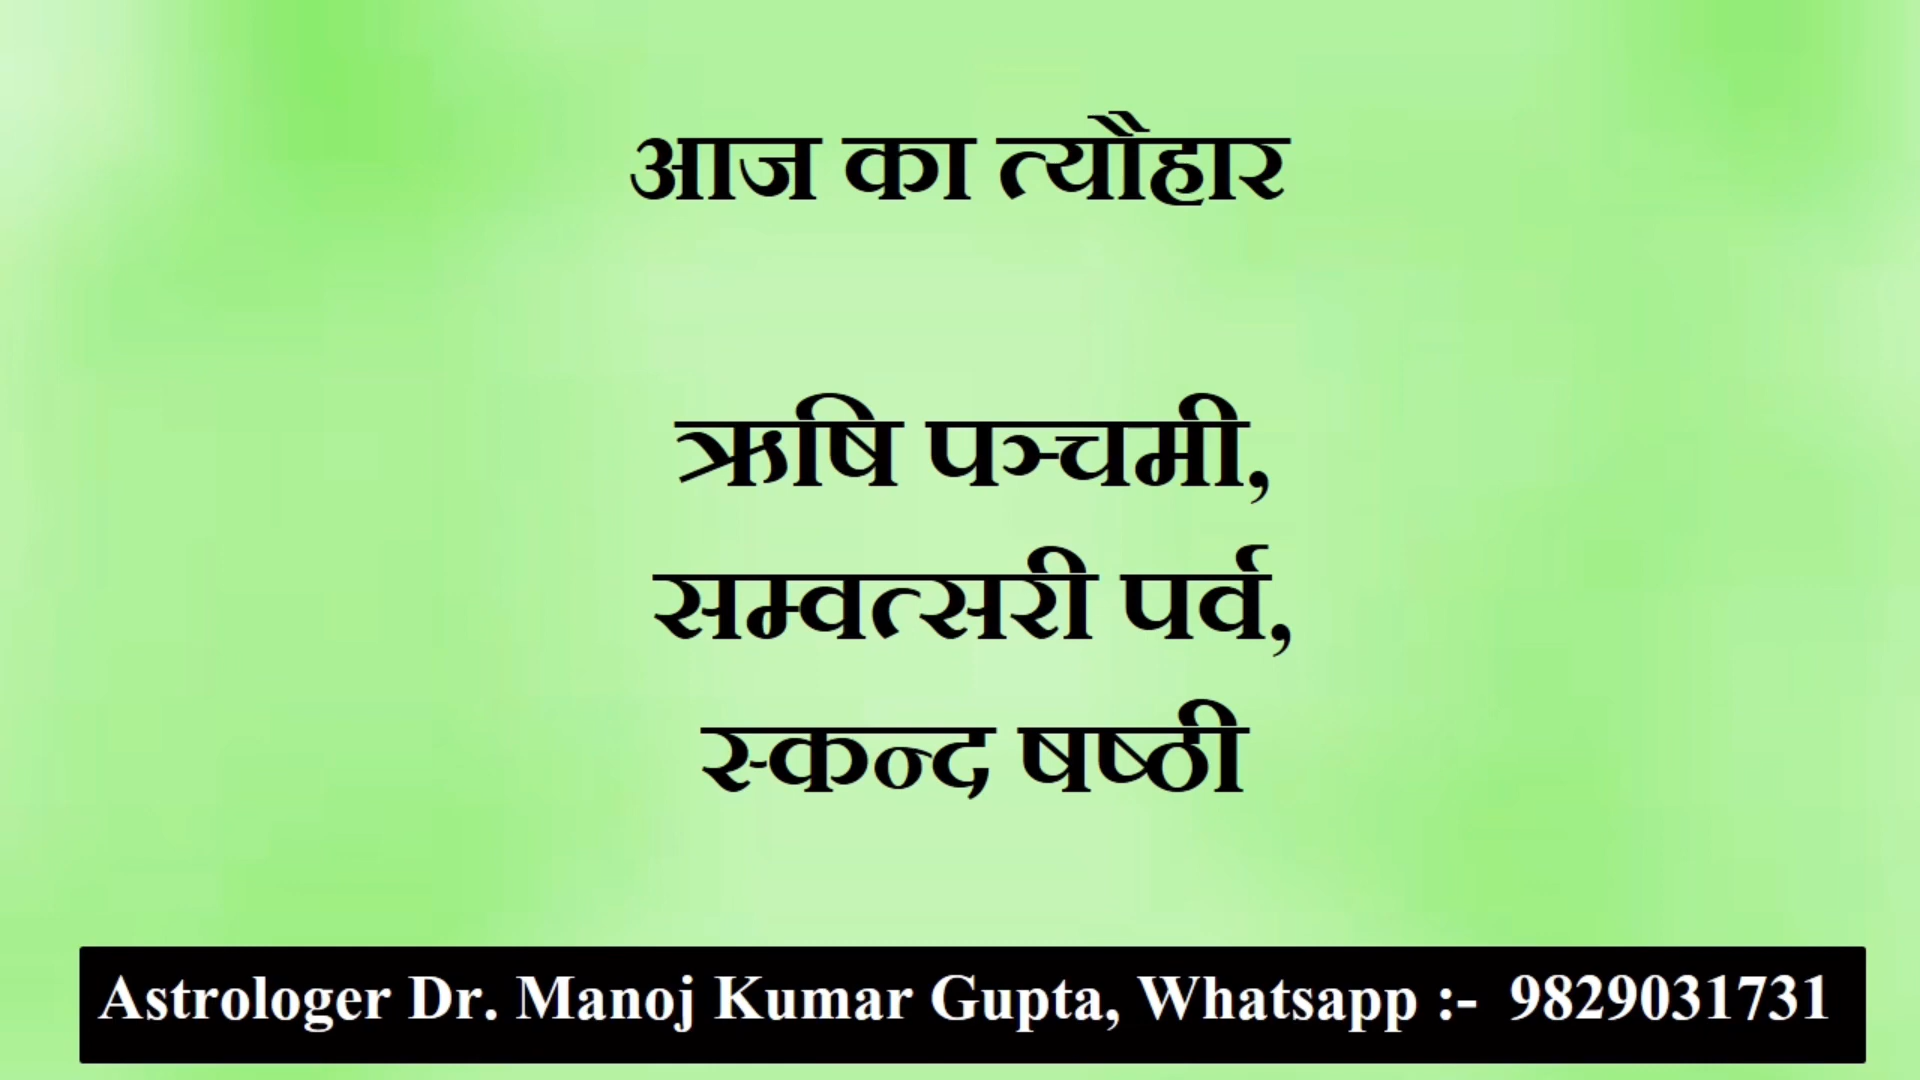 आज का त्यौहार
ऋषि पञ्चमी,
सम्वत्सरी पर्व,
स्कन्द षष्ठी
Astrologer Dr. Manoj Kumar Gupta, Whatsapp :-  9829031731